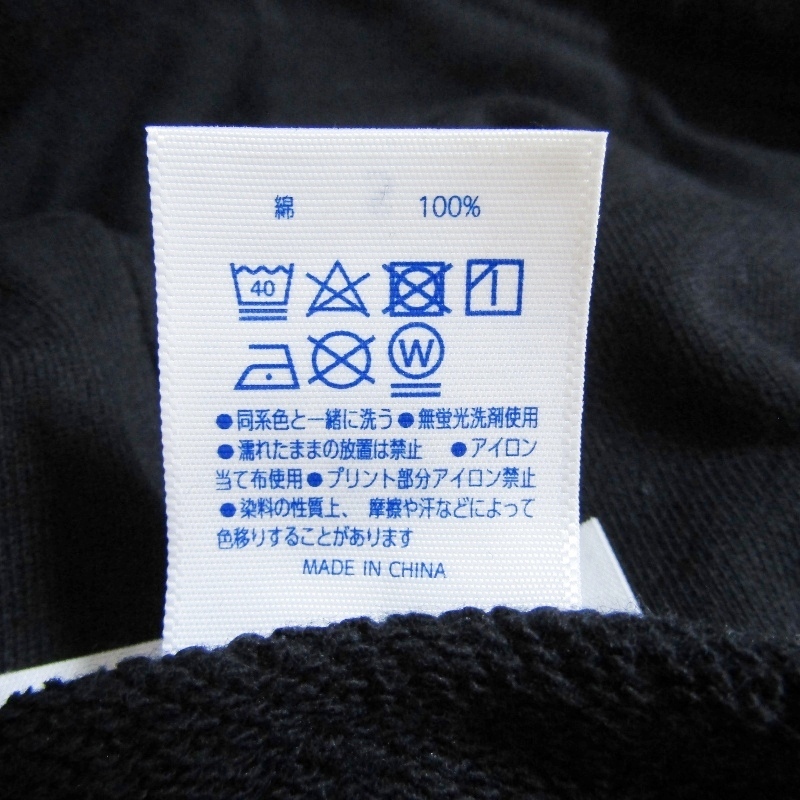 綿 100%
40
W
●同系色と一緒に洗う●無蛍光洗剤使用
●濡れたままの放置は禁止 ●アイロン
当て布使用●プリント部分アイロン禁止
●染料の性質上、摩擦や汗などによって
色移りすることがあります
MADE IN CHINA